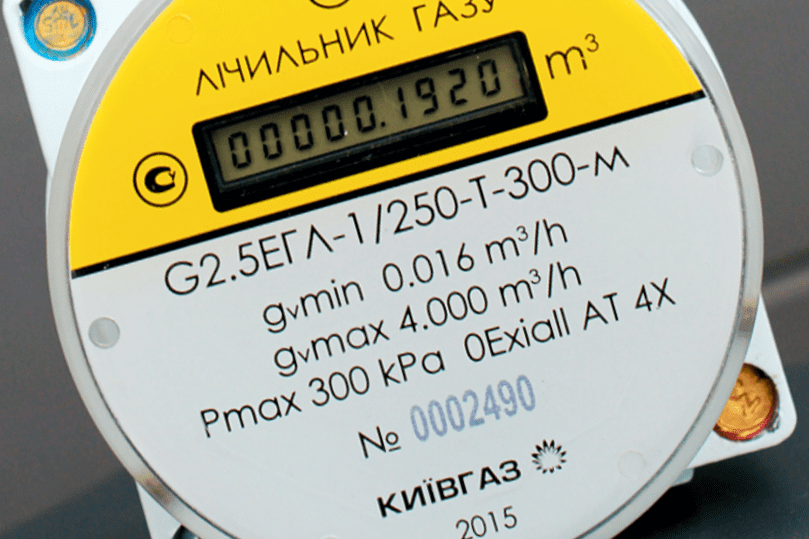 ЛІЧИЛЬНИК ГАЗУ
00000.1920 m³
G2.5ЕГЛ-1/250-Т-300-м
gᵥmin 0.016 m³/h
gᵥmax 4.000 m³/h
Pmax 300 kPa 0ExiaII AT 4X
№ 0002490
КИЇВГАЗ
2015